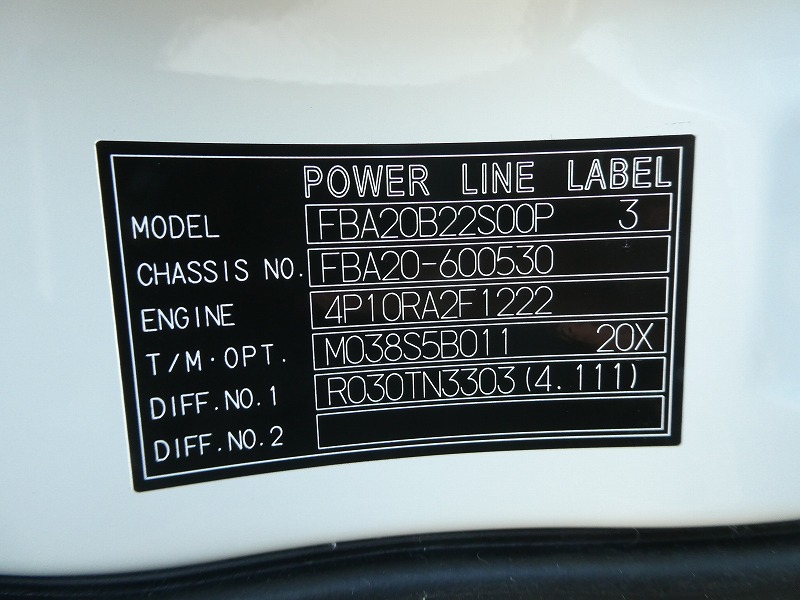 POWER LINE LABEL
MODEL FBA20B22S00P 3
CHASSIS NO. FBA20-600530
ENGINE 4P10RA2F1222
T/M·OPT. M038S5B011 20X
DIFF.NO.1 R030TN3303(4.111)
DIFF.NO.2